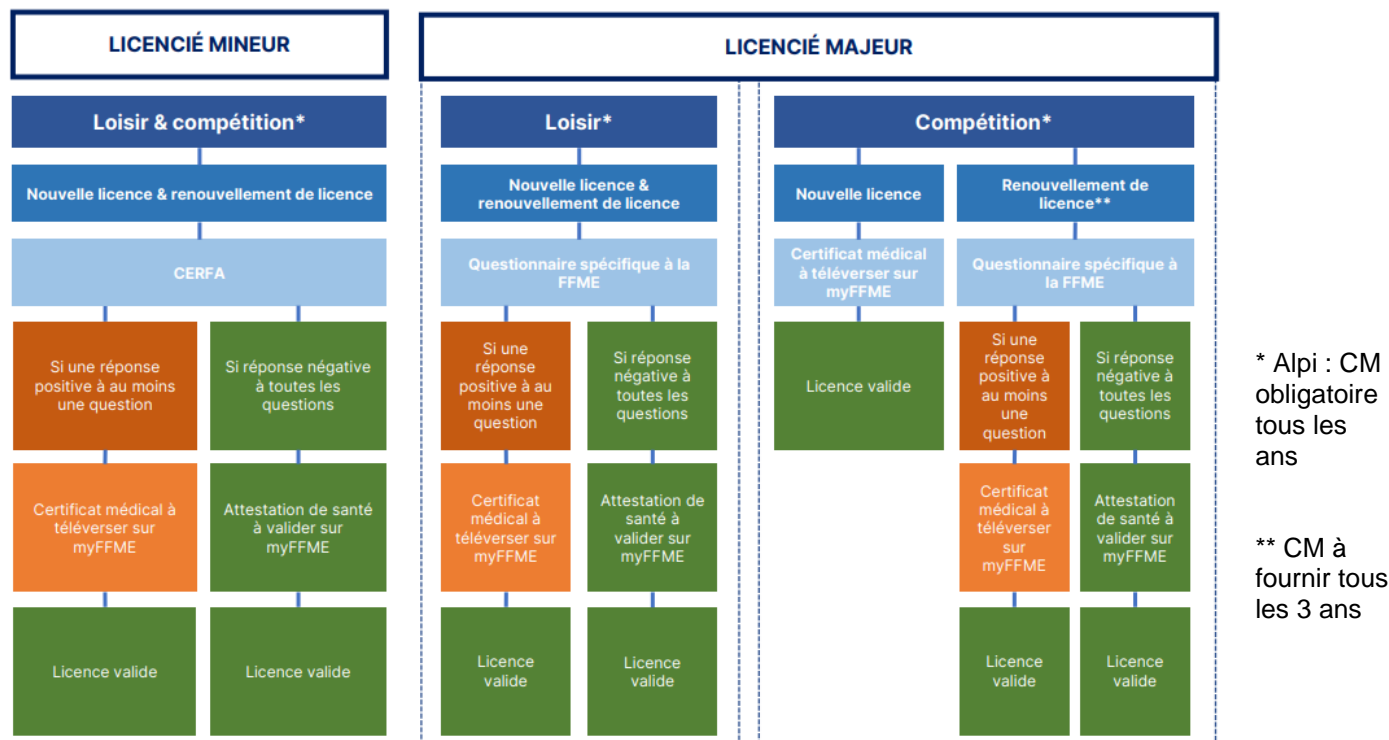 LICENCIÉ MINEUR
Loisir & compétition*
Nouvelle licence & renouvellement de licence
CERFA
Si une réponse
positive à au moins
une question
Si réponse négative
à toutes les
questions
Certificat médical à
téléverser sur
myFFME
Attestation de santé
à valider sur
myFFME
Licence valide
Licence valide
LICENCIÉ MAJEUR
Loisir*
Nouvelle licence &
renouvellement de licence
Questionnaire spécifique à la
FFME
Si une
réponse
positive à au
moins une
question
Si réponse
négative à
toutes les
questions
Certificat
médical à
téléverser sur
myFFME
Attestation de
santé à
valider sur
myFFME
Licence
valide
Licence
valide
Compétition*
Nouvelle licence
Certificat médical
à téléverser sur
myFFME
Licence valide
Renouvellement de
licence**
Questionnaire spécifique à
la FFME
Si une
réponse
positive à
au moins
une
question
Si réponse
négative à
toutes les
questions
Certificat
médical à
téléverser
sur
myFFME
Attestation
de santé à
valider sur
myFFME
Licence
valide
Licence
valide
* Alpi : CM
obligatoire
tous les
ans
** CM à
fournir tous
les 3 ans